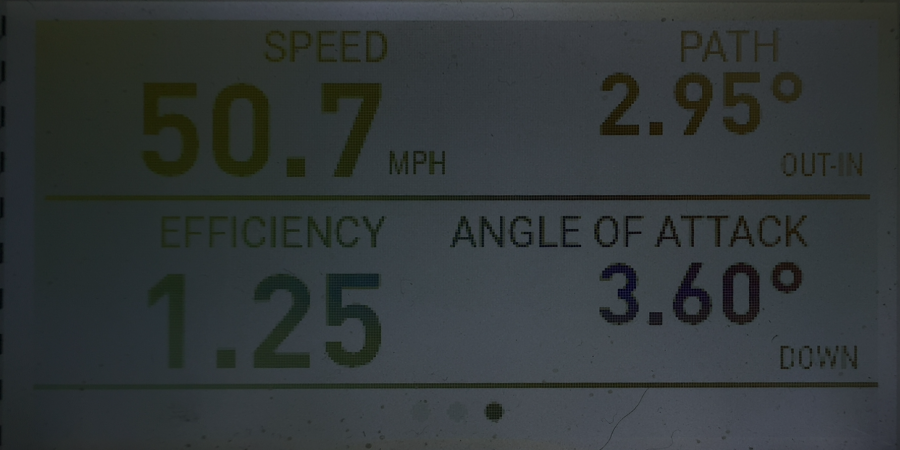 SPEED
50.7 MPH
PATH
2.95°
OUT-IN
EFFICIENCY
1.25
ANGLE OF ATTACK
3.60°
DOWN